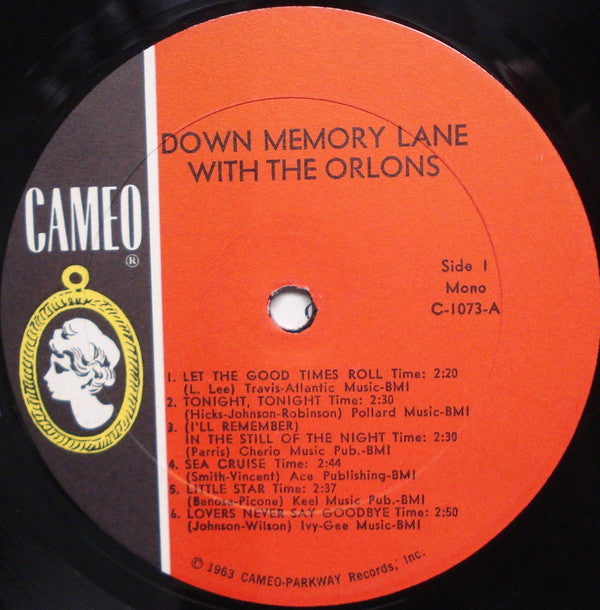 DOWN MEMORY LANE
WITH THE ORLONS
CAMEO
®
Side 1
Mono
C-1073-A
1. LET THE GOOD TIMES ROLL Time: 2:20
(L. Lee) Travis-Atlantic Music-BMI
2. TONIGHT, TONIGHT Time: 2:30
(Hicks-Johnson-Robinson) Pollard Music-BMI
3. (I'LL REMEMBER)
IN THE STILL OF THE NIGHT Time: 2:30
(Parris) Cherio Music Pub.-BMI
4. SEA CRUISE Time: 2:44
(Smith-Vincent) Ace Publishing-BMI
5. LITTLE STAR Time: 2:37
(Benosa-Picone) Keel Music Pub.-BMI
6. LOVERS NEVER SAY GOODBYE Time: 2:50
(Johnson-Wilson) Ivy-Gee Music-BMI
© 1963 CAMEO-PARKWAY Records, Inc.